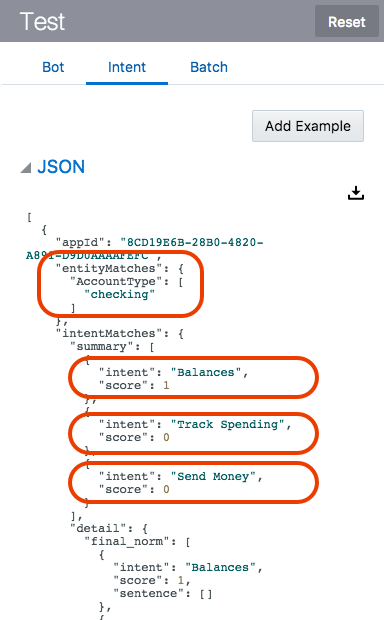 Test
Reset
Bot Intent Batch
Add Example
JSON
[
{
"appId": "8CD19E6B-28B0-4820-
"entityMatches": {
"AccountType": [
"checking"
]
},
"intentMatches": {
"summary": [
{
"intent": "Balances",
"score": 1
},
{
"intent": "Track Spending",
"score": 0
},
{
"intent": "Send Money",
"score": 0
}
],
"detail": {
"final_norm": [
{
"intent": "Balances",
"score": 1,
"sentence": []
},
{